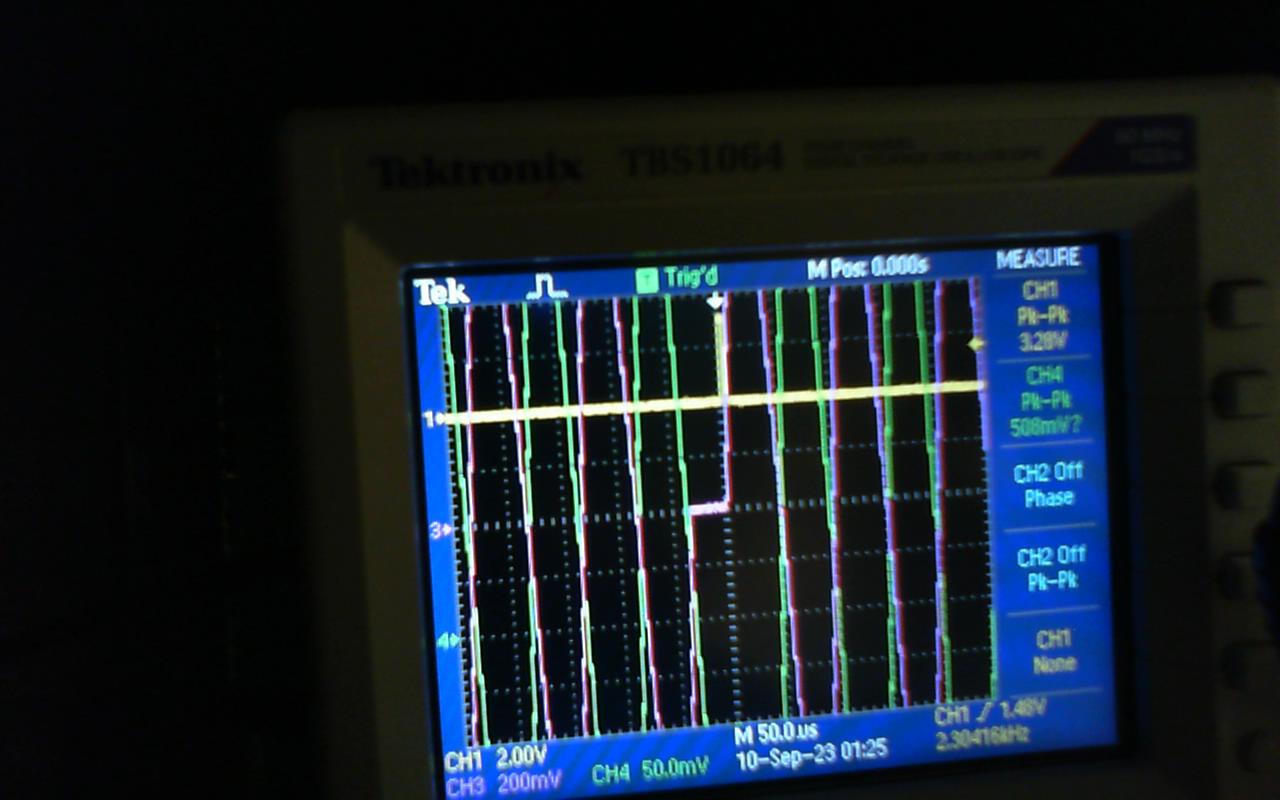 Tektronix TBS1064
Tek Trig'd M Pos: 0.000s MEASURE
CH1
Pk-Pk
3.28V
CH4
Pk-Pk
508mV?
CH2 Off
Phase
CH2 Off
Pk-Pk
CH1
None
1
3
4
CH1 2.00V M 50.0us CH1 1.48V
CH3 200mV CH4 50.0mV 10-Sep-23 01:25 2.30416kHz